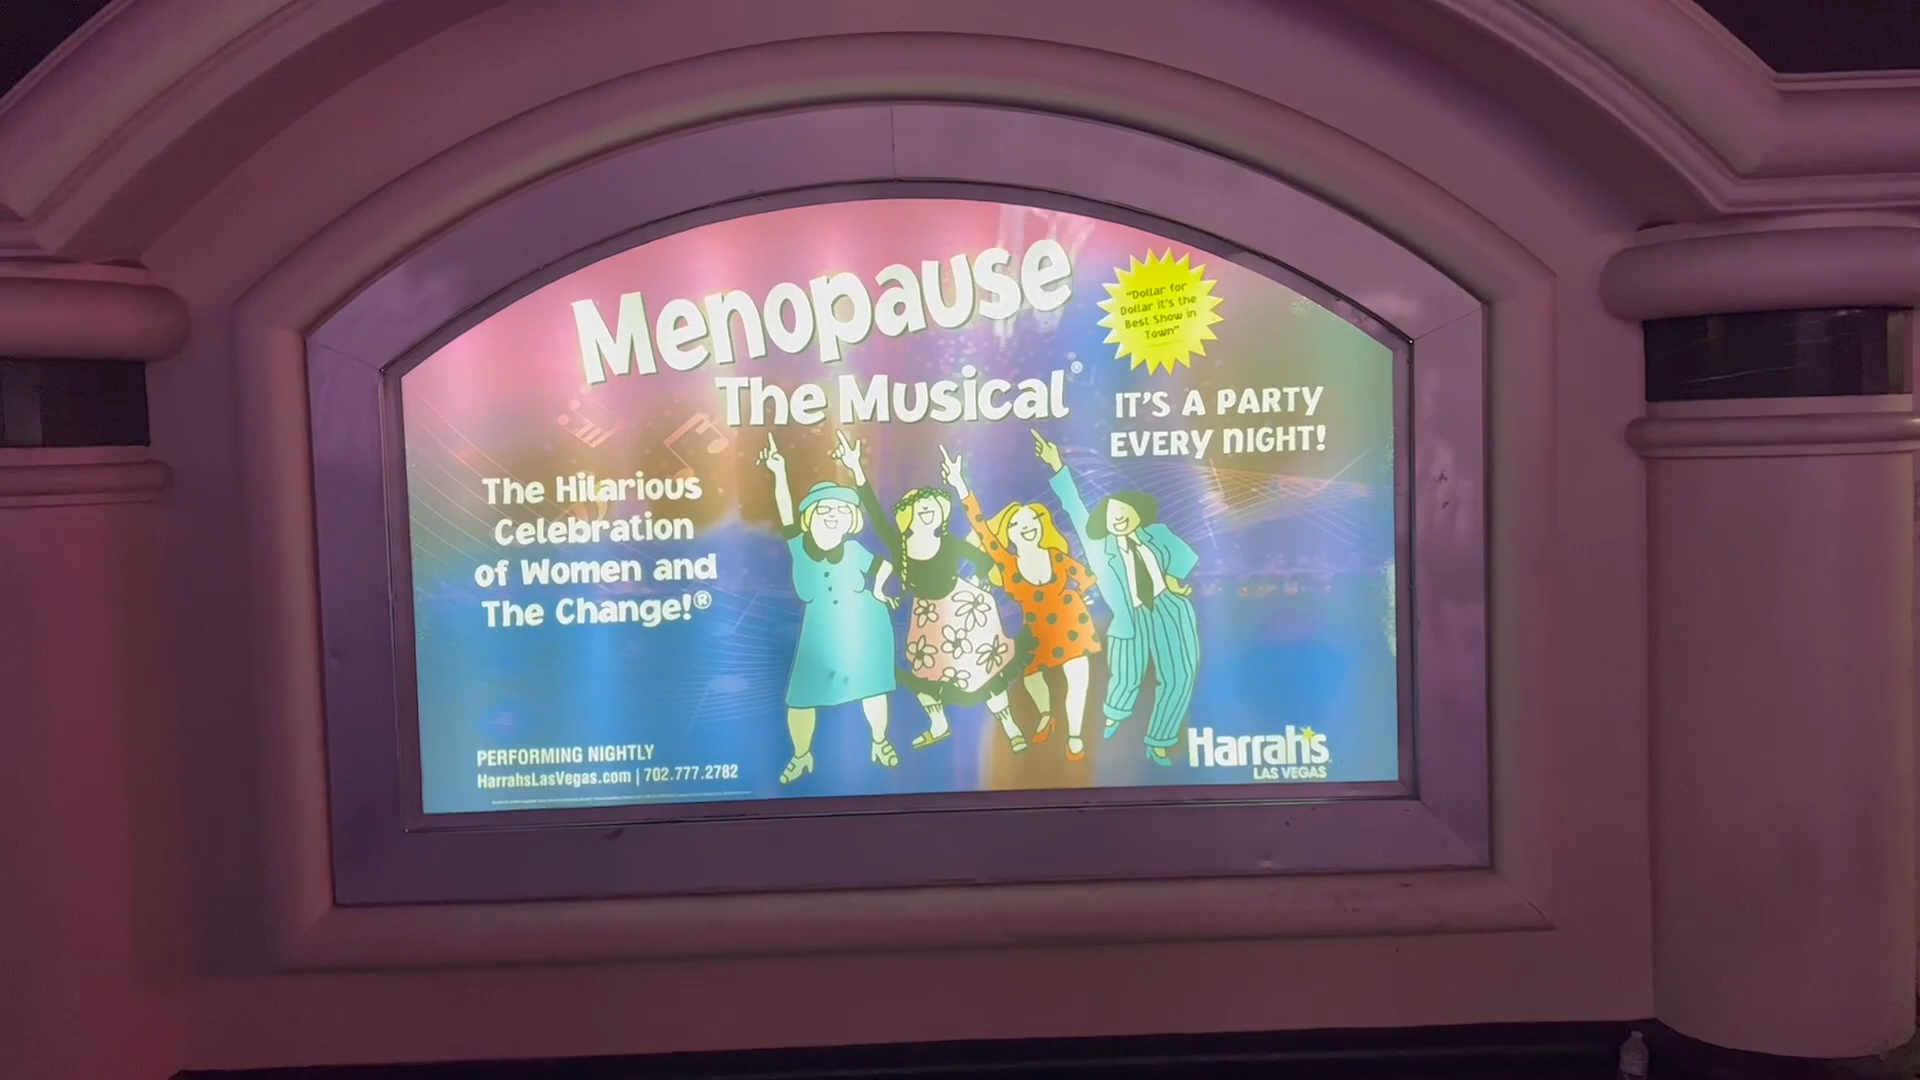 Menopause
The Musical®
"Dollar for
Dollar it's the
Best Show in
Town"
IT'S A PARTY
EVERY NIGHT!
The Hilarious
Celebration
of Women and
The Change!®
PERFORMING NIGHTLY
HarrahsLasVegas.com | 702.777.2782
Harrah's
LAS VEGAS